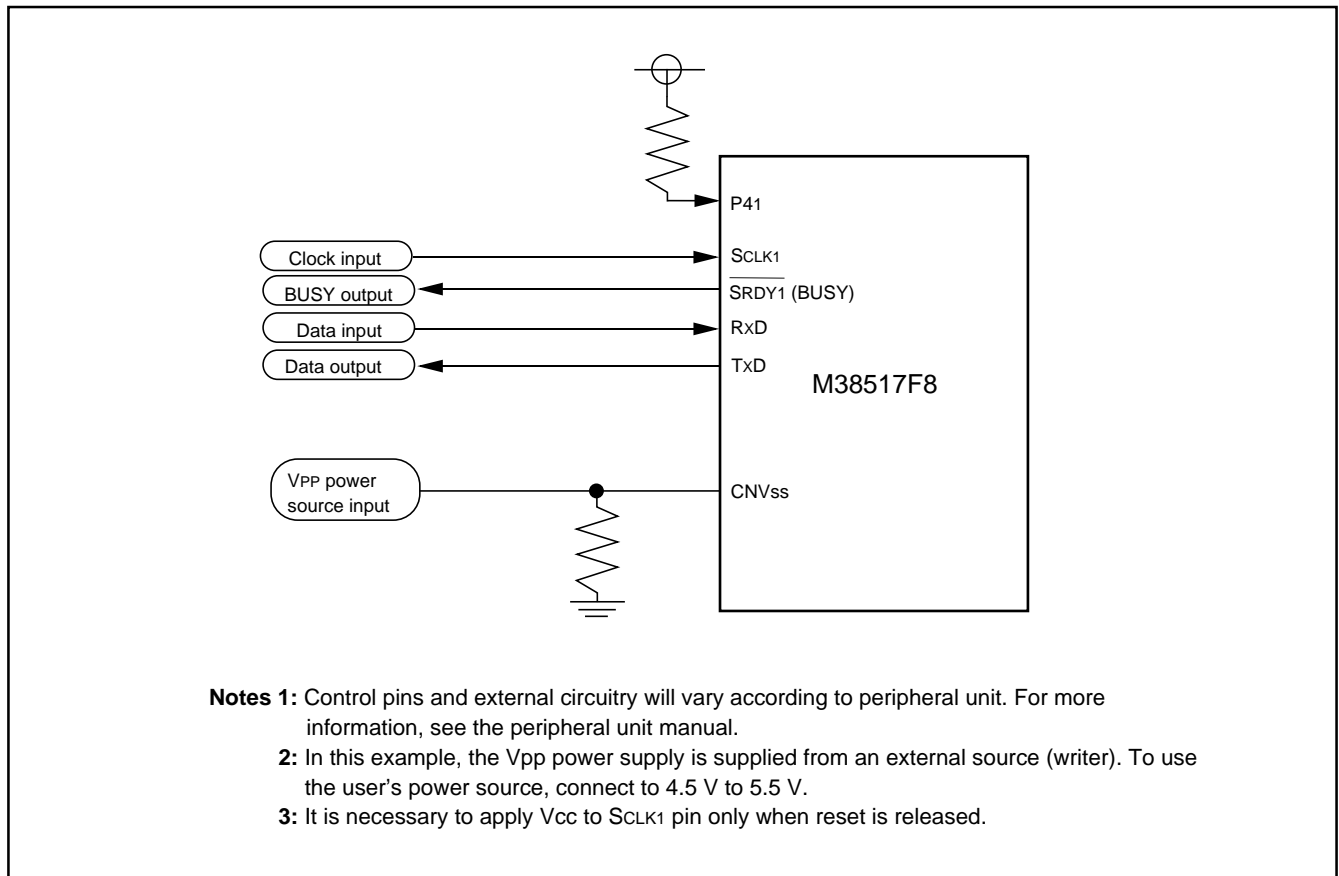 P41
Clock input
SCLK1
BUSY output
SRDY1 (BUSY)
Data input
RxD
Data output
TxD
M38517F8
VPP power
source input
CNVss
Notes 1: Control pins and external circuitry will vary according to peripheral unit. For more
information, see the peripheral unit manual.
2: In this example, the Vpp power supply is supplied from an external source (writer). To use
the user's power source, connect to 4.5 V to 5.5 V.
3: It is necessary to apply Vcc to SCLK1 pin only when reset is released.